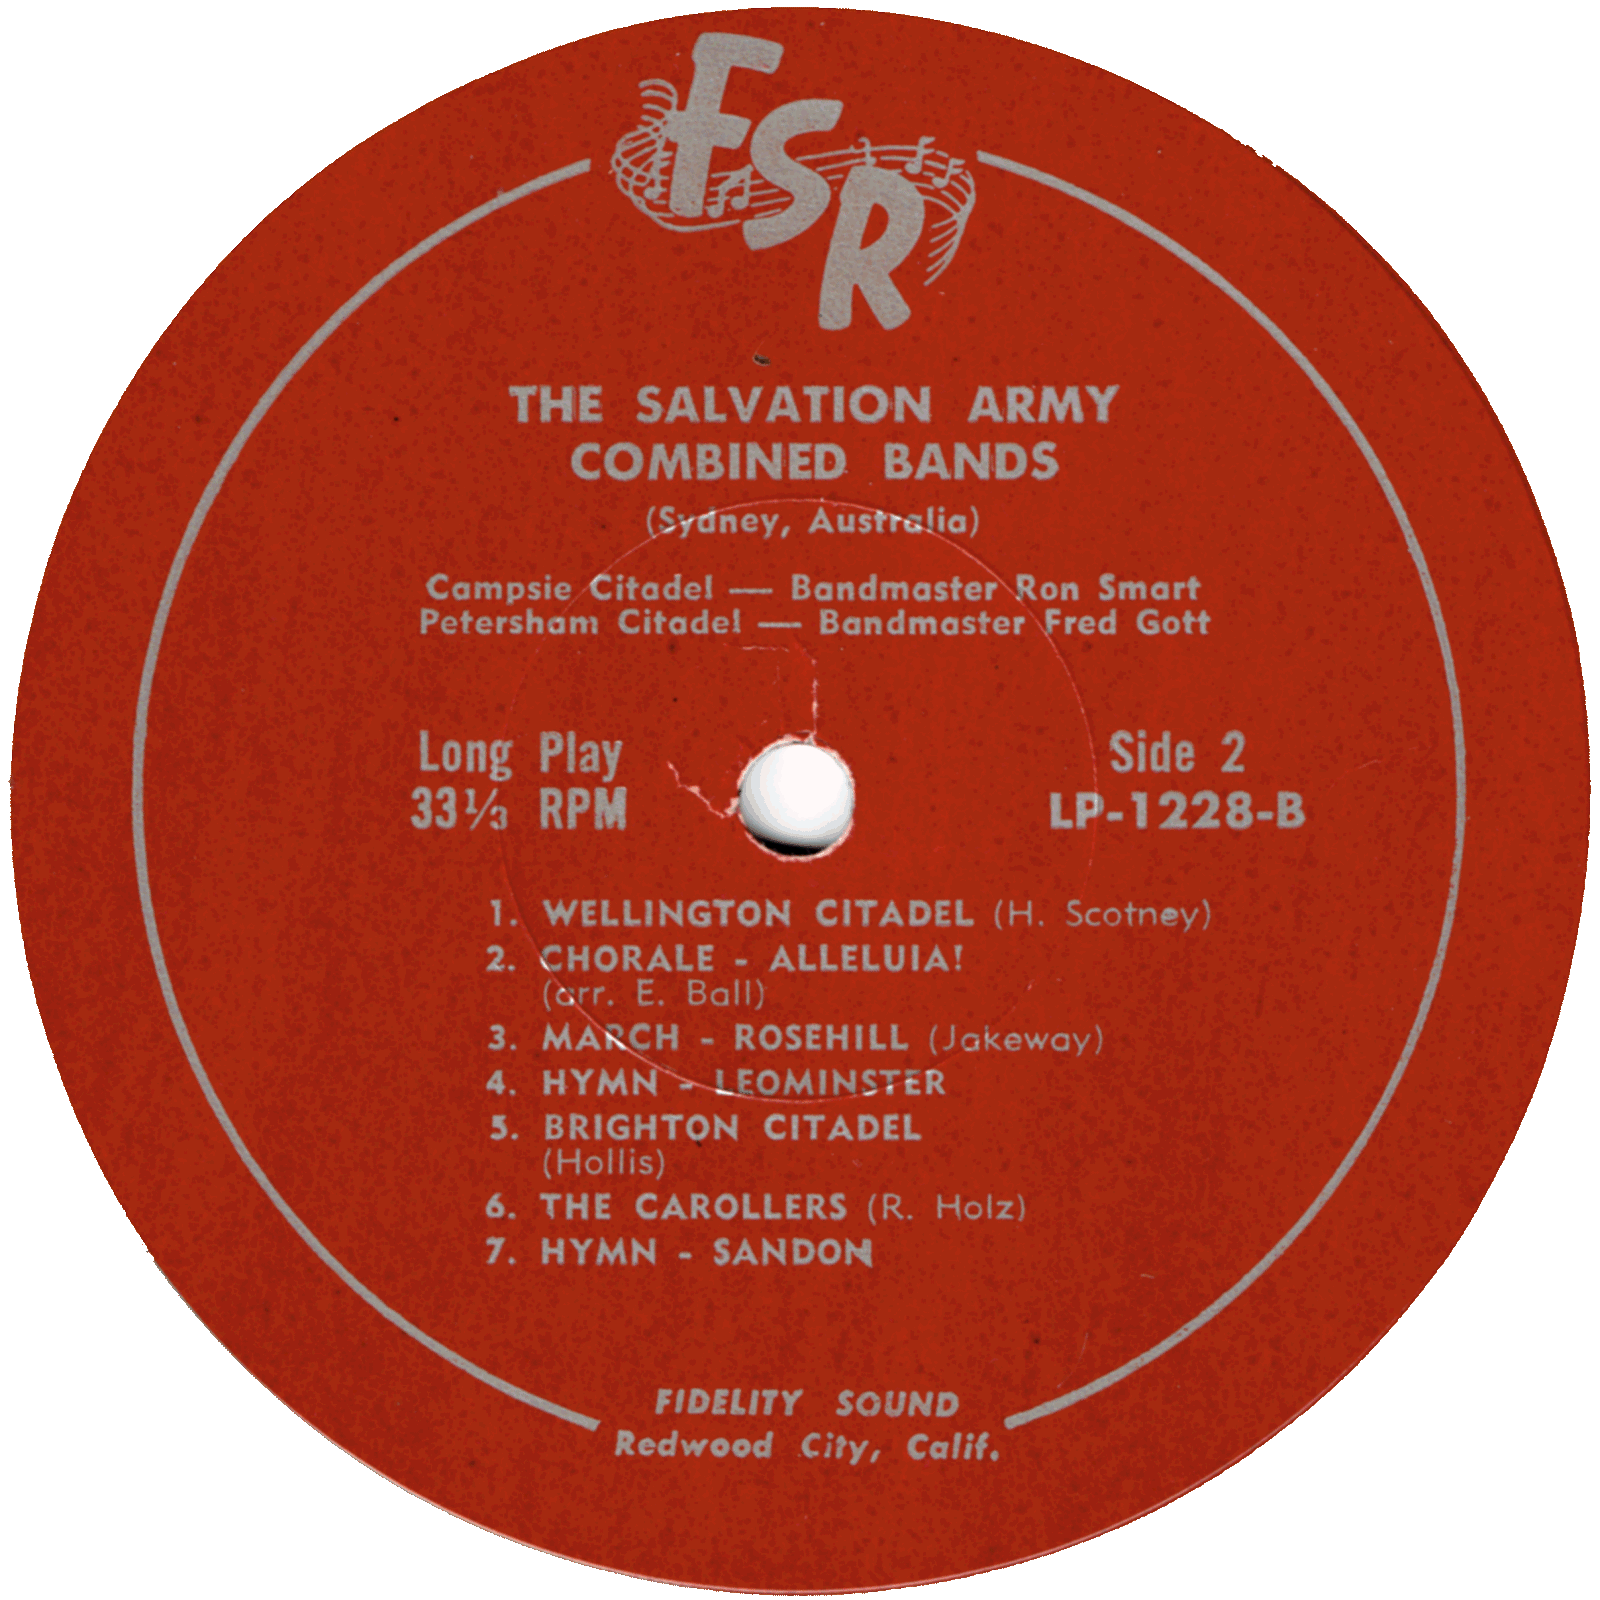 FSR
THE SALVATION ARMY
COMBINED BANDS
(Sydney, Australia)
Campsie Citadel — Bandmaster Ron Smart
Petersham Citadel — Bandmaster Fred Gott
Long Play
33⅓ RPM
Side 2
LP-1228-B
1. WELLINGTON CITADEL (H. Scotney)
2. CHORALE - ALLELUIA!
(arr. E. Ball)
3. MARCH - ROSEHILL (Jakeway)
4. HYMN - LEOMINSTER
5. BRIGHTON CITADEL
(Hollis)
6. THE CAROLLERS (R. Holz)
7. HYMN - SANDON
FIDELITY SOUND
Redwood City, Calif.